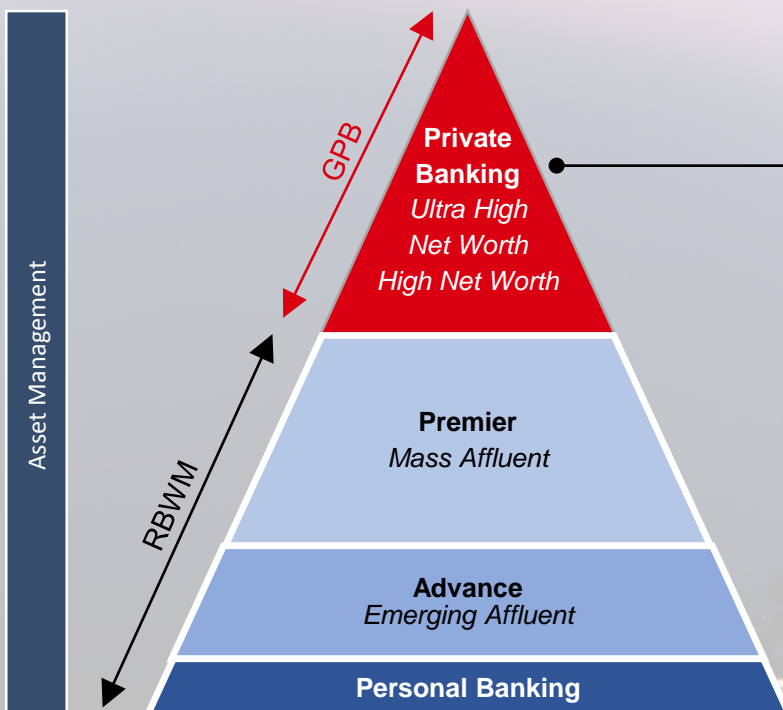 Asset Management
GPB
RBWM
Private
Banking
Ultra High
Net Worth
High Net Worth
Premier
Mass Affluent
Advance
Emerging Affluent
Personal Banking